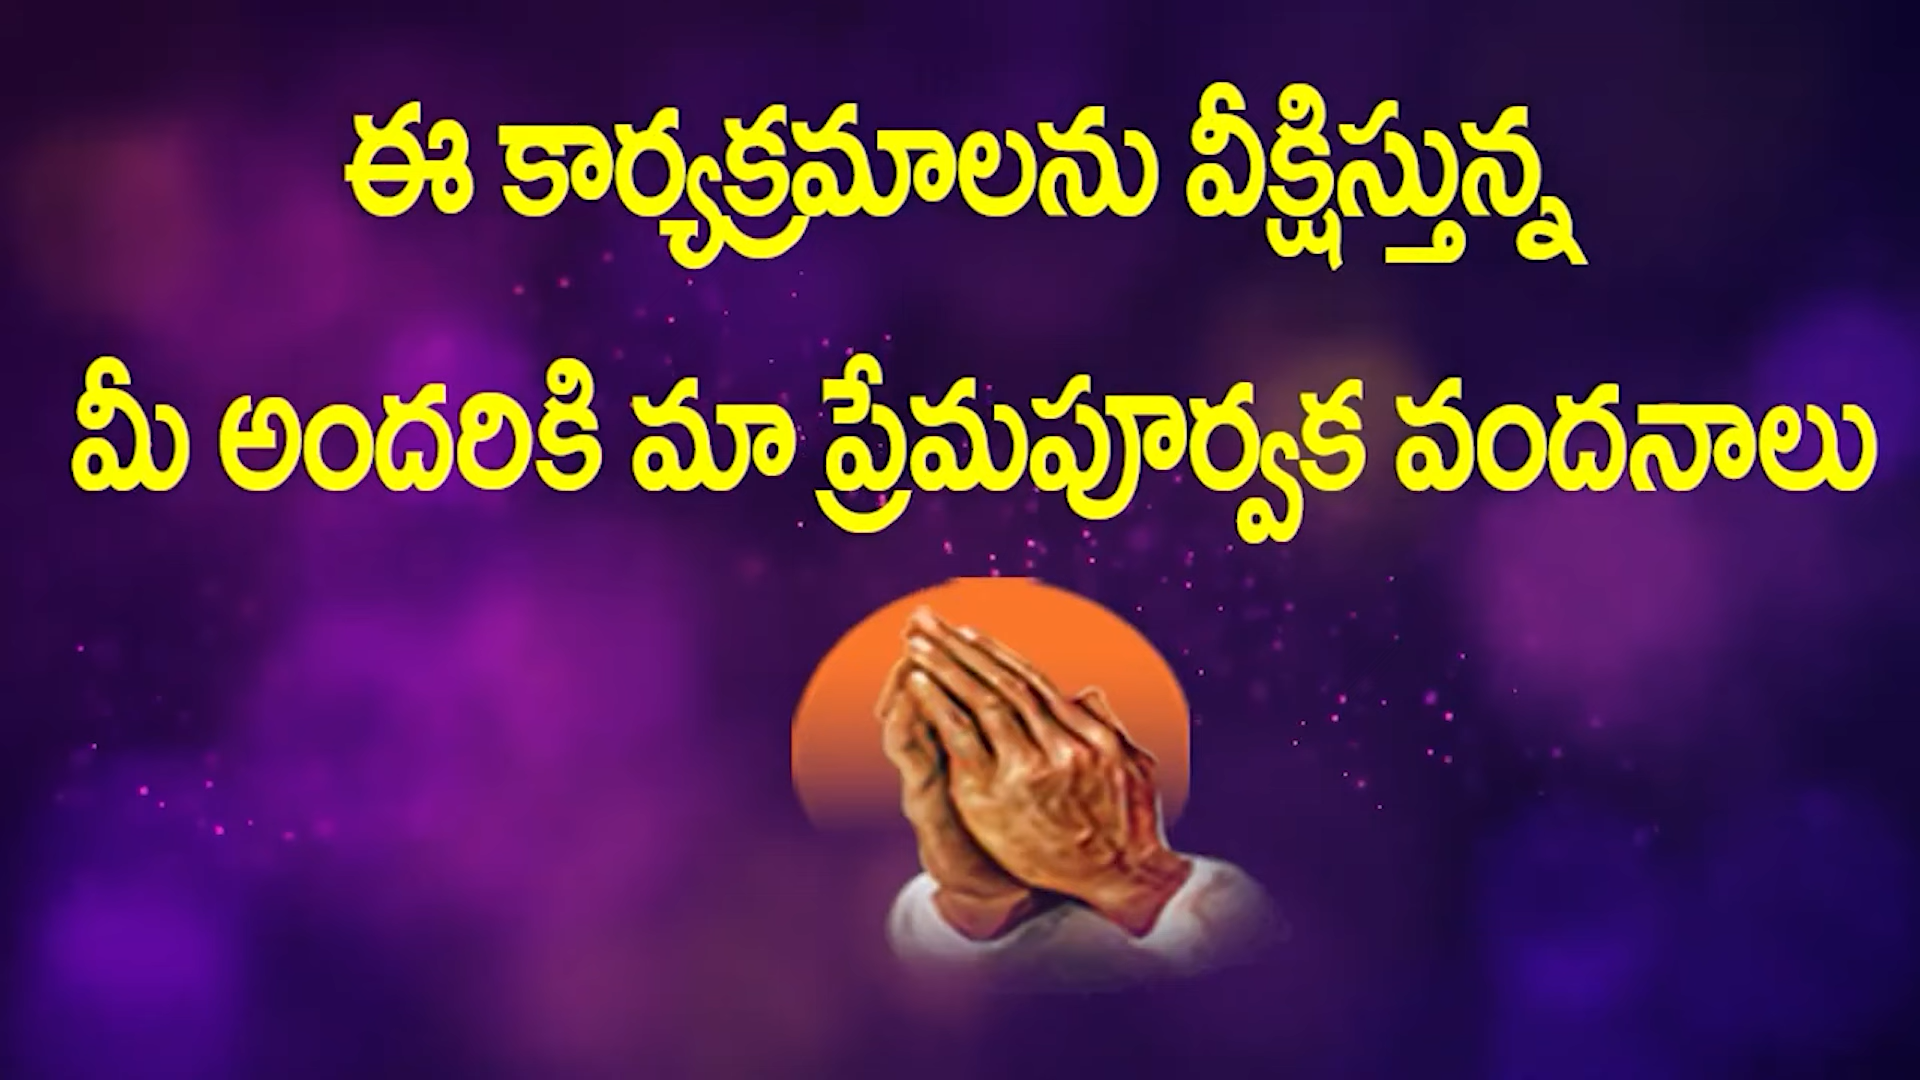 ఈ కార్యక్రమాలను వీక్షిస్తున్న
మీ అందరికి మా ప్రేమపూర్వక వందనాలు